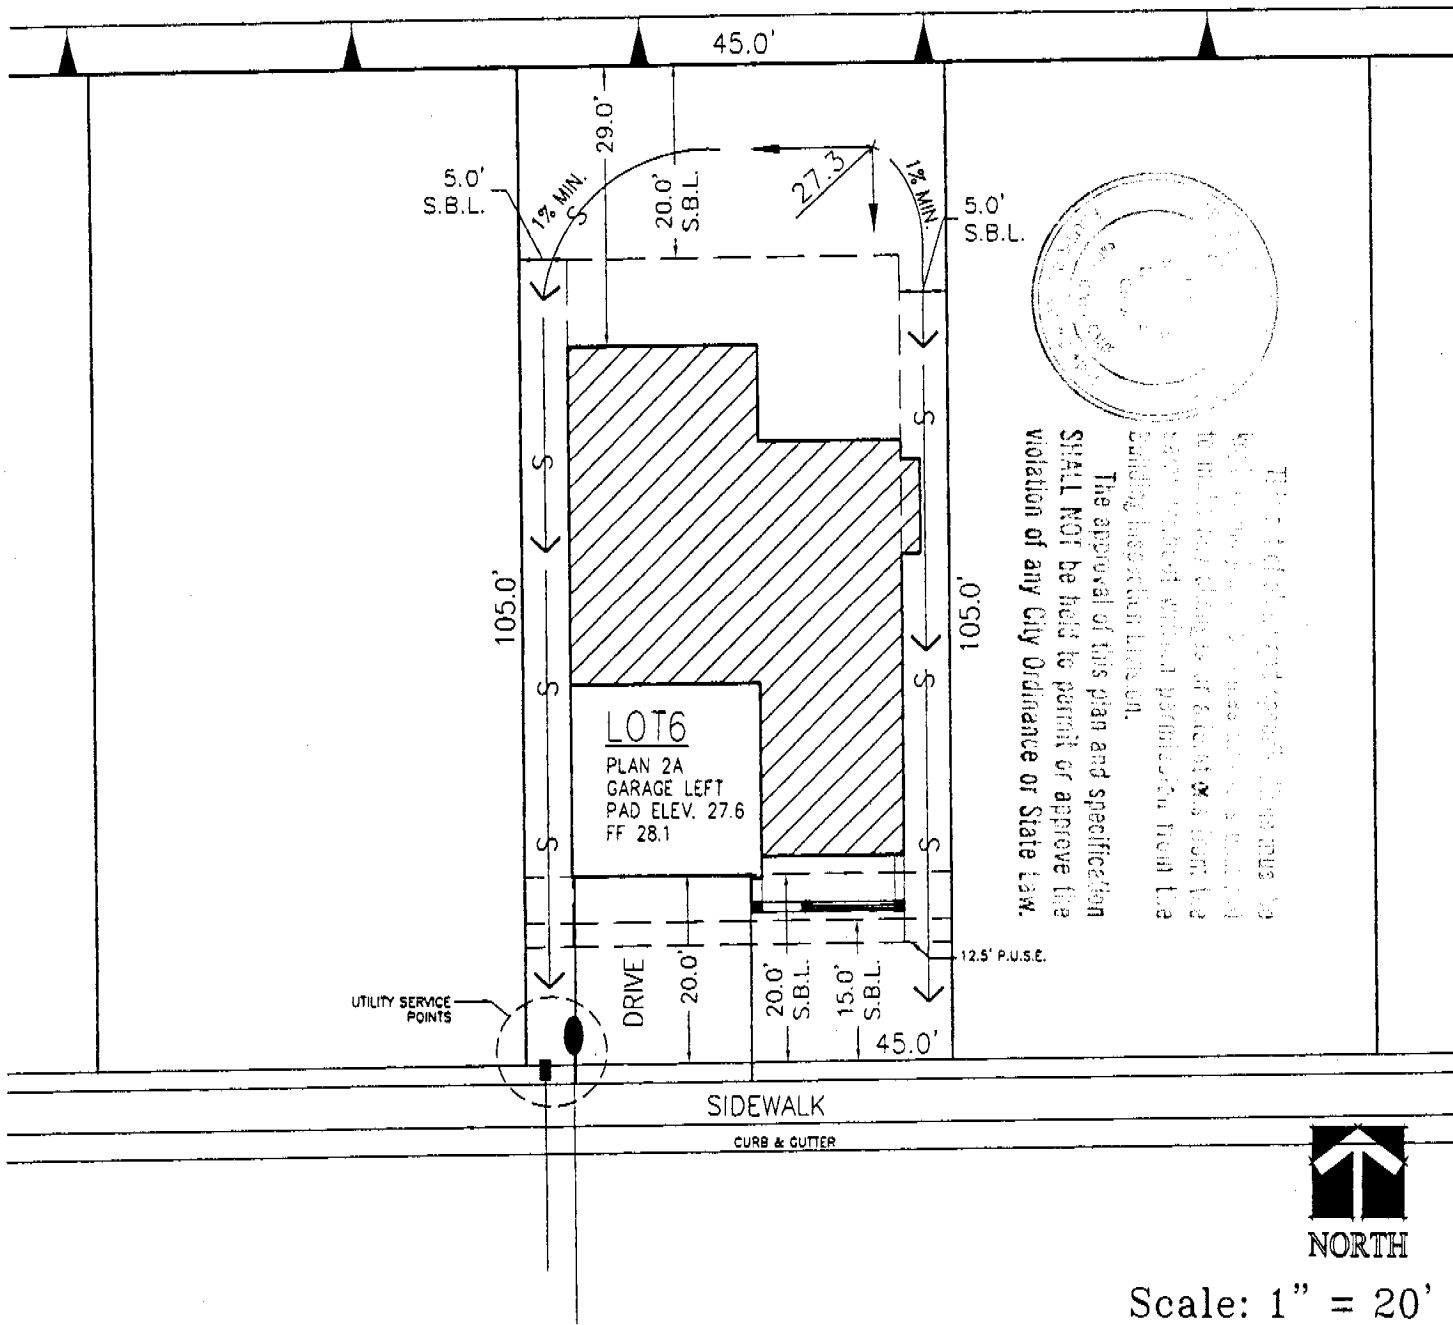 45.0'
29.0'
20.0'
S.B.L.
5.0'
S.B.L.
1% MIN.
S
27.3
1% MIN.
5.0'
S.B.L.
S
S
105.0'
105.0'
S
S
LOT6
PLAN 2A
GARAGE LEFT
PAD ELEV. 27.6
FF 28.1
S
S
The approval of this plan and specification
SHALL NOT be held to permit or approve the
violation of any City Ordinance or State Law.
12.5' P.U.S.E.
DRIVE
20.0'
20.0'
S.B.L.
15.0'
S.B.L.
45.0'
UTILITY SERVICE
POINTS
SIDEWALK
CURB & GUTTER
NORTH
Scale: 1" = 20'